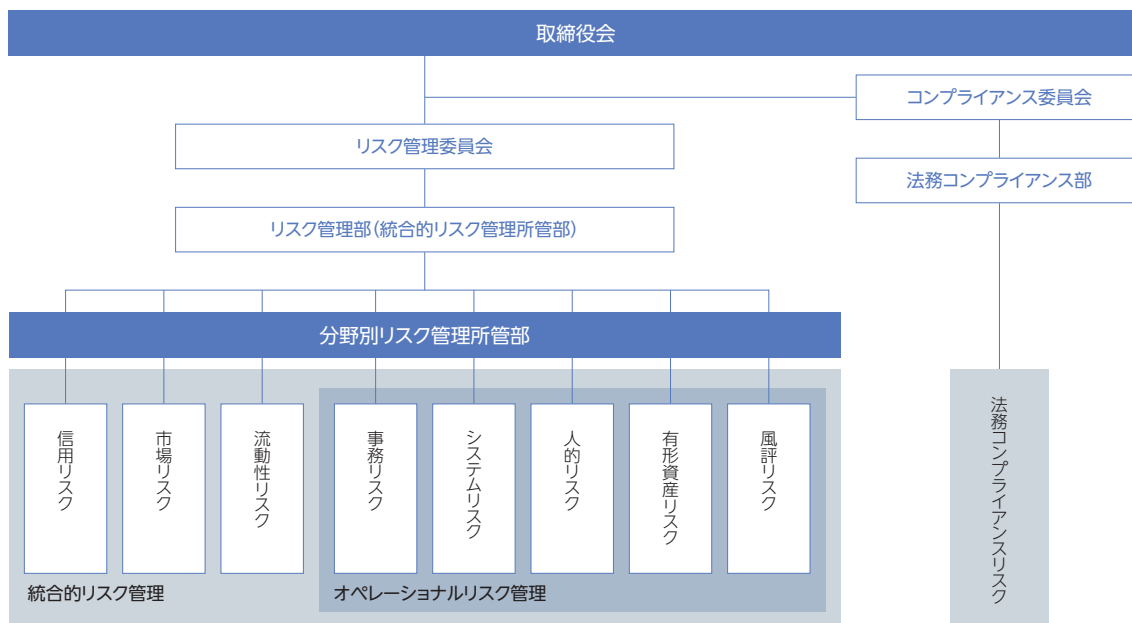 取締役会
コンプライアンス委員会
リスク管理委員会
法務コンプライアンス部
リスク管理部(統合的リスク管理所管部)
分野別リスク管理所管部
信用リスク
市場リスク
流動性リスク
事務リスク
システムリスク
人的リスク
有形資産リスク
風評リスク
法務コンプライアンスリスク
統合的リスク管理
オペレーショナルリスク管理